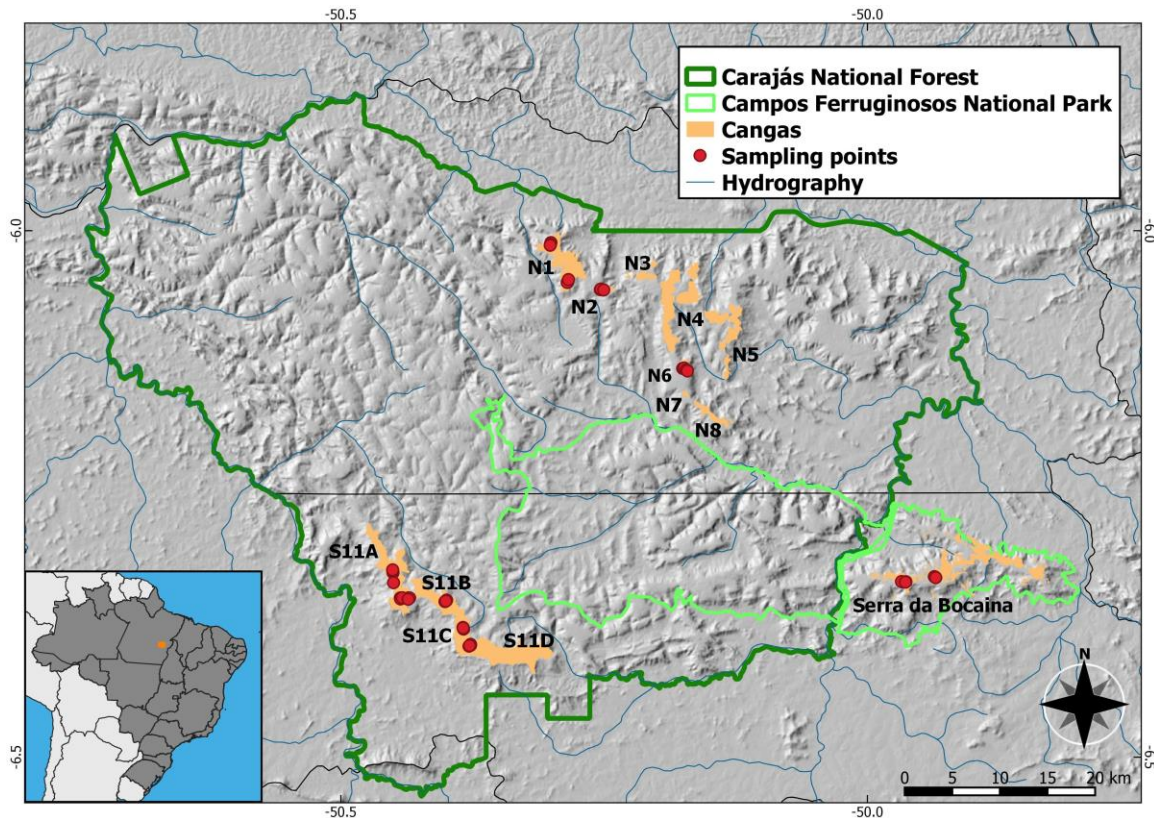 -50.5
-50.0
Carajás National Forest
Campos Ferruginosos National Park
Cangas
Sampling points
Hydrography
-6.0
-6.0
N1
N2
N3
N4
N5
N6
N7
N8
S11A
S11B
S11C
S11D
Serra da Bocaina
N
-6.5
-6.5
0 5 10 15 20 km
-50.5
-50.0